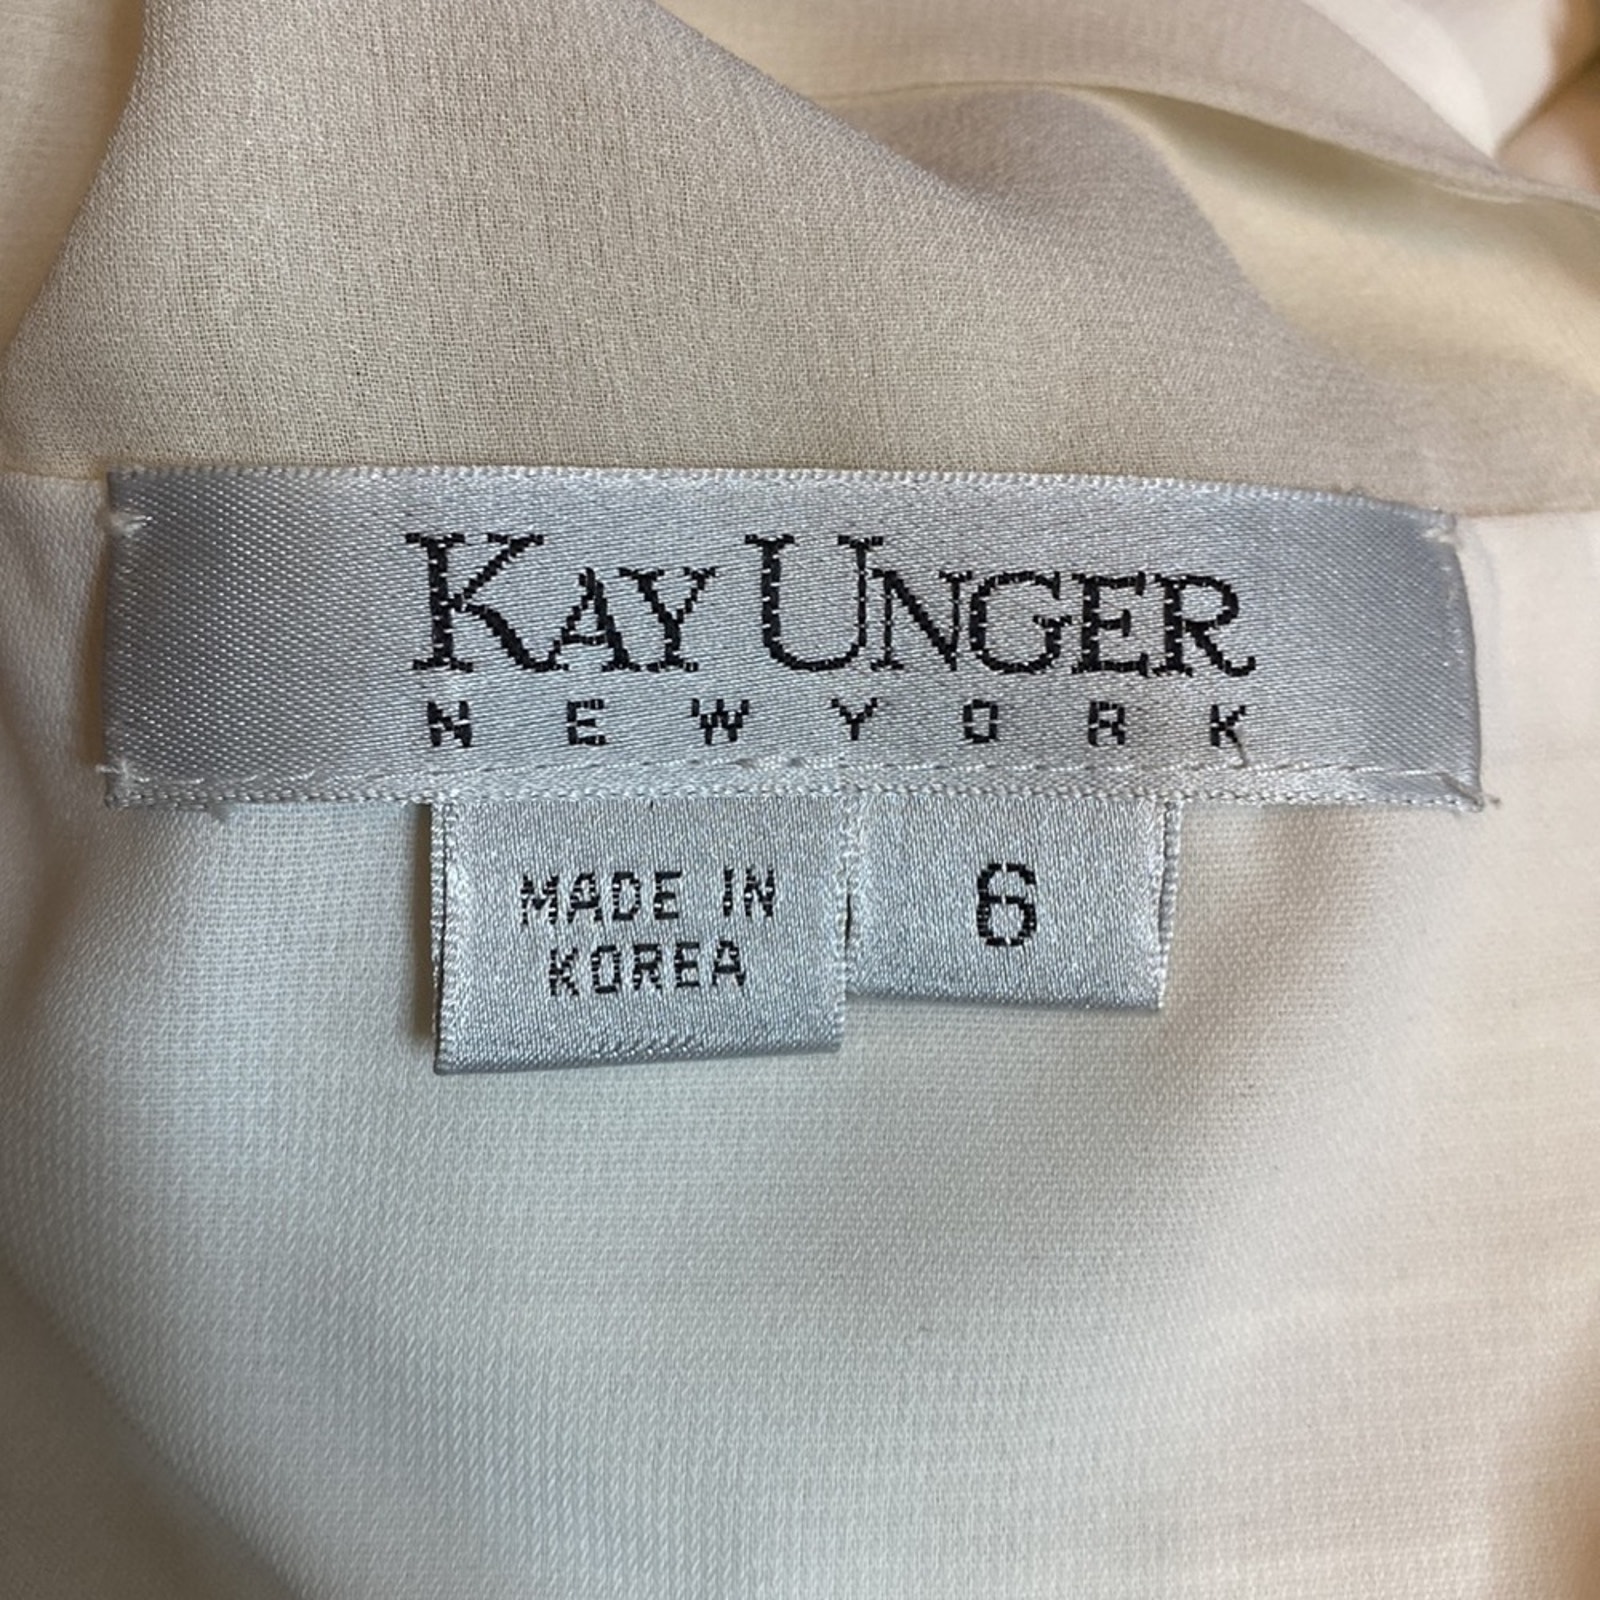 KAY UNGER
NEW YORK
MADE IN
KOREA
6